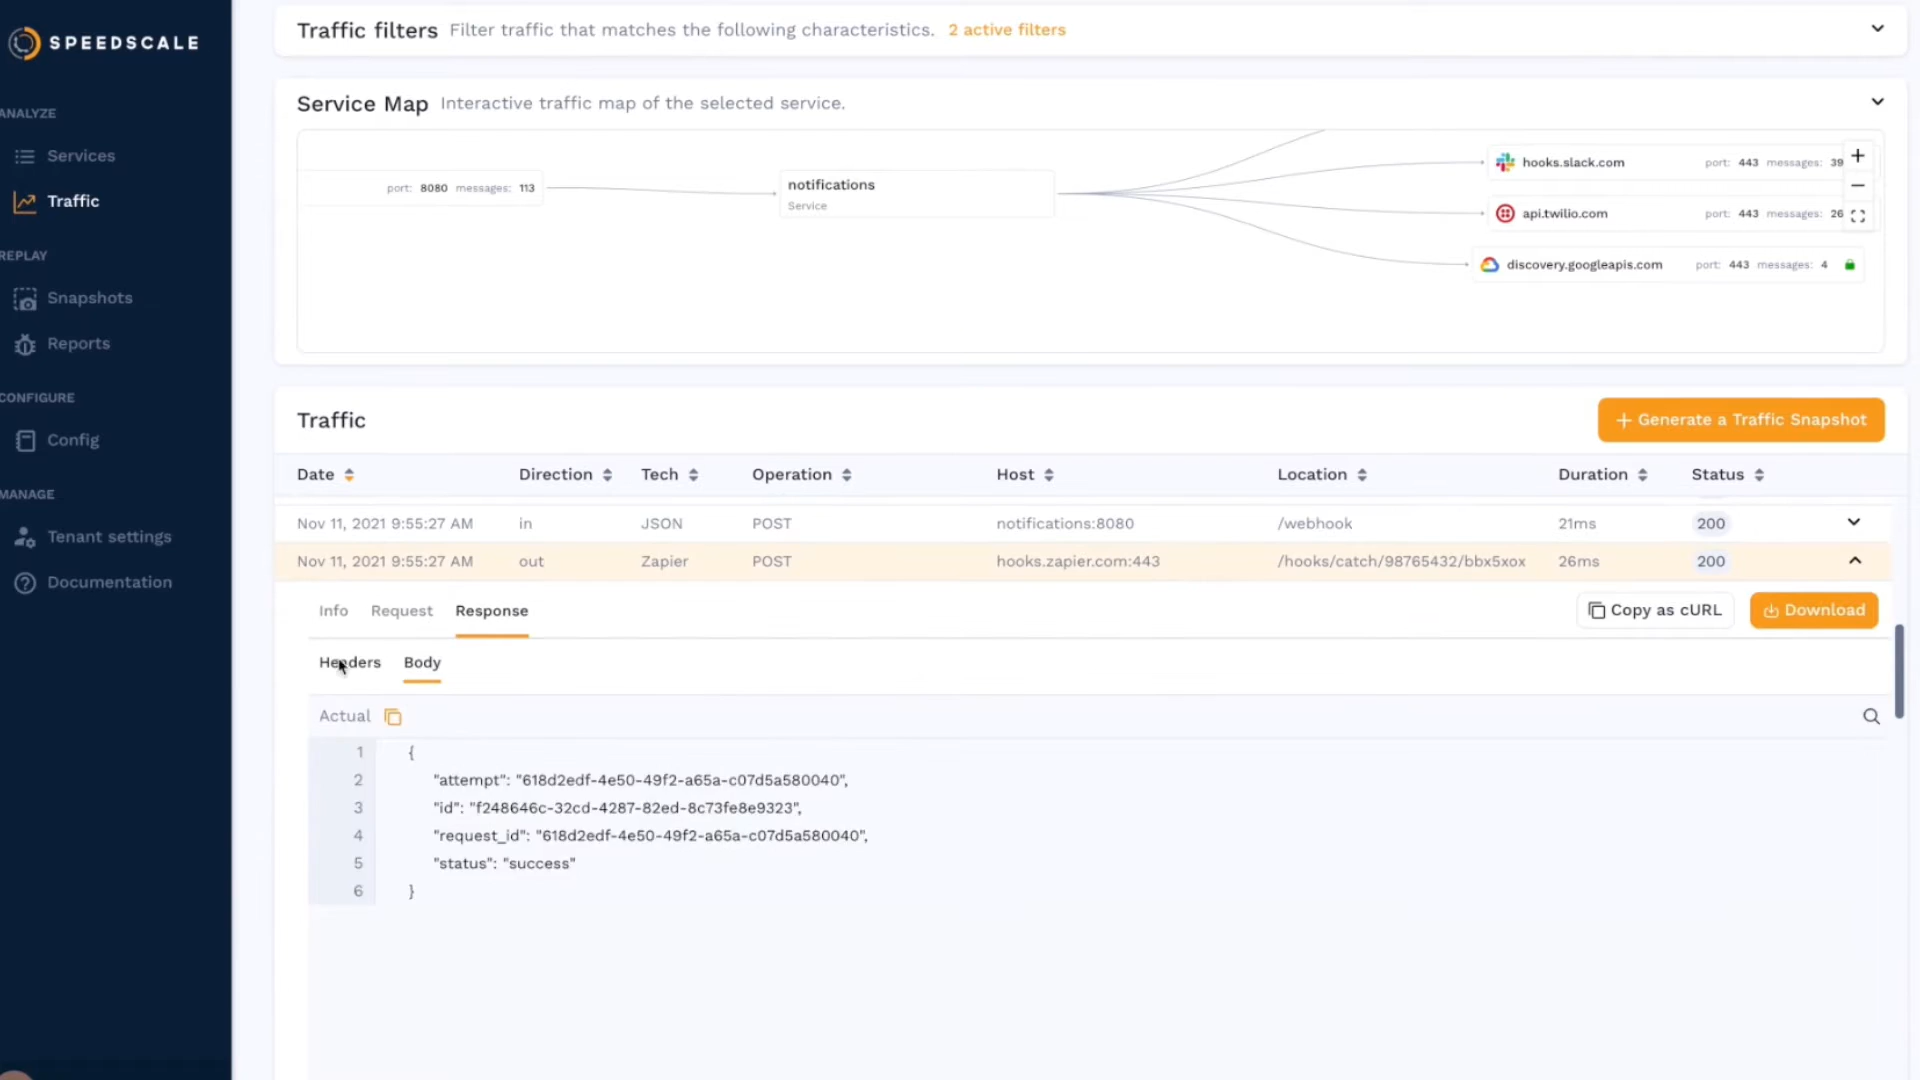 SPEEDSCALE
ANALYZE
Services
Traffic
REPLAY
Snapshots
Reports
CONFIGURE
Config
MANAGE
Tenant settings
Documentation
Traffic filters Filter traffic that matches the following characteristics. 2 active filters
Service Map Interactive traffic map of the selected service.
port: 8080 messages: 113
notifications
Service
hooks.slack.com port: 443 messages: 39
api.twilio.com port: 443 messages: 26
discovery.googleapis.com port: 443 messages: 4
Traffic
+ Generate a Traffic Snapshot
Date Direction Tech Operation Host Location Duration Status
Nov 11, 2021 9:55:27 AM in JSON POST notifications:8080 /webhook 21ms 200
Nov 11, 2021 9:55:27 AM out Zapier POST hooks.zapier.com:443 /hooks/catch/98765432/bbx5xox 26ms 200
Info Request Response Copy as cURL Download
Headers Body
Actual
1 {
2 "attempt": "618d2edf-4e50-49f2-a65a-c07d5a580040",
3 "id": "f248646c-32cd-4287-82ed-8c73fe8e9323",
4 "request_id": "618d2edf-4e50-49f2-a65a-c07d5a580040",
5 "status": "success"
6 }